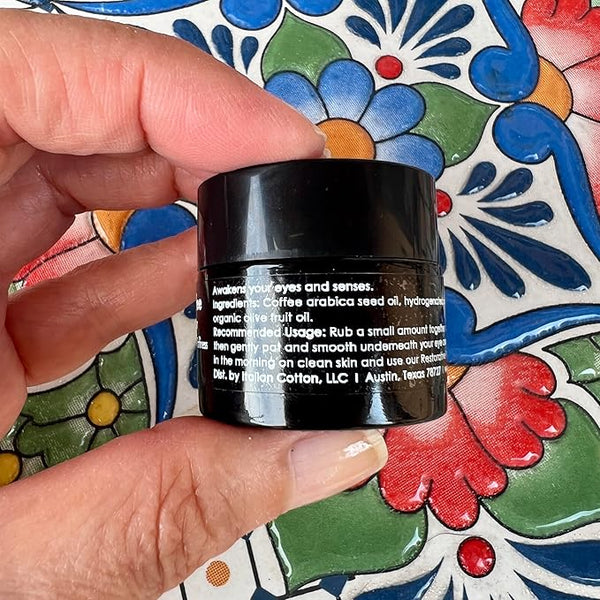 Awakens your eyes and senses.
Ingredients: Coffee arabica seed oil,
organic olive fruit oil.
Recommended Usage: Rub a small amount together
then gently pat and smooth underneath your eye
in the morning on clean skin and use our
Dist. by Italian Cotton, LLC | Austin, Texas 78727